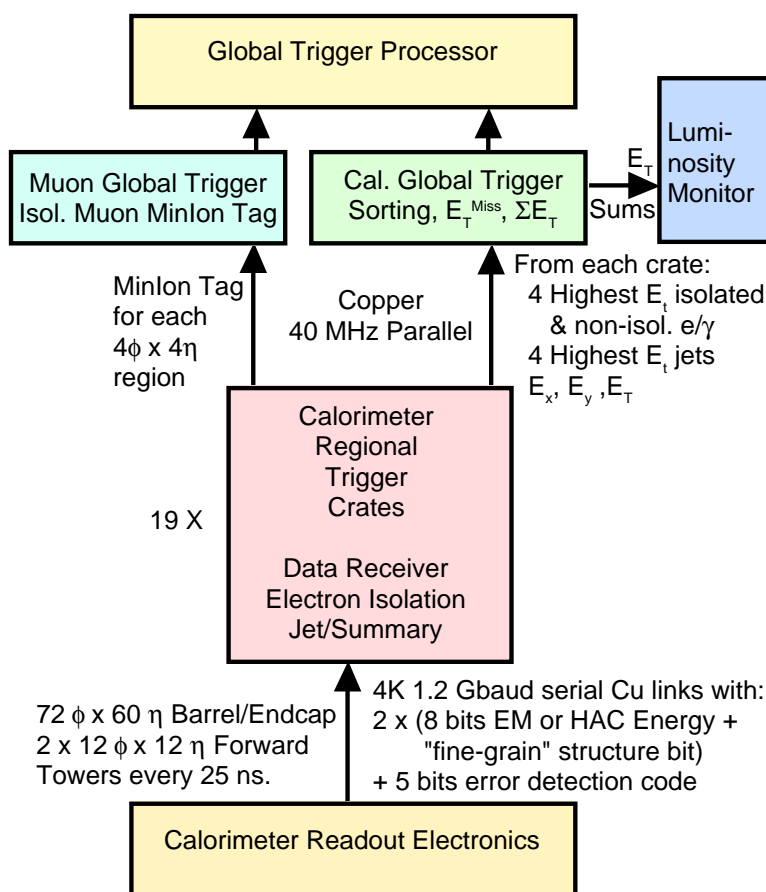 Global Trigger Processor
Muon Global Trigger
Isol. Muon MinIon Tag
Cal. Global Trigger
Sorting, E_T^Miss, ΣE_T
E_T
Sums
Lumi-
nosity
Monitor
MinIon Tag
for each
4φ x 4η
region
Copper
40 MHz Parallel
From each crate:
4 Highest E_t isolated
& non-isol. e/γ
4 Highest E_t jets
E_x, E_y ,E_T
19 X
Calorimeter
Regional
Trigger
Crates
Data Receiver
Electron Isolation
Jet/Summary
72 φ x 60 η Barrel/Endcap
2 x 12 φ x 12 η Forward
Towers every 25 ns.
4K 1.2 Gbaud serial Cu links with:
2 x (8 bits EM or HAC Energy +
"fine-grain" structure bit)
+ 5 bits error detection code
Calorimeter Readout Electronics